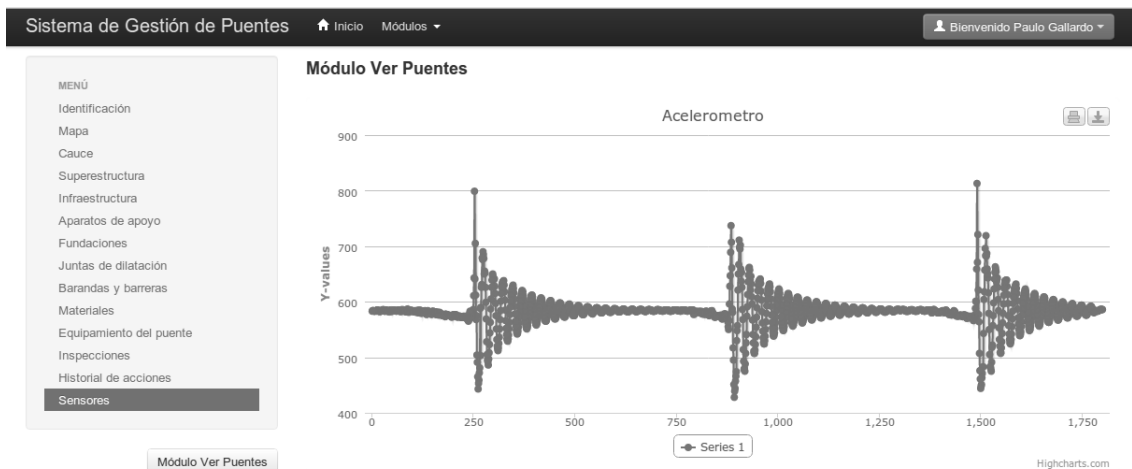 Sistema de Gestión de Puentes
Inicio
Módulos
Bienvenido Paulo Gallardo
MENÚ
Identificación
Mapa
Cauce
Superestructura
Infraestructura
Aparatos de apoyo
Fundaciones
Juntas de dilatación
Barandas y barreras
Materiales
Equipamiento del puente
Inspecciones
Historial de acciones
Sensores
Módulo Ver Puentes
Módulo Ver Puentes
Acelerometro
Y-values
900
800
700
600
500
400
0
250
500
750
1,000
1,250
1,500
1,750
Series 1
Highcharts.com